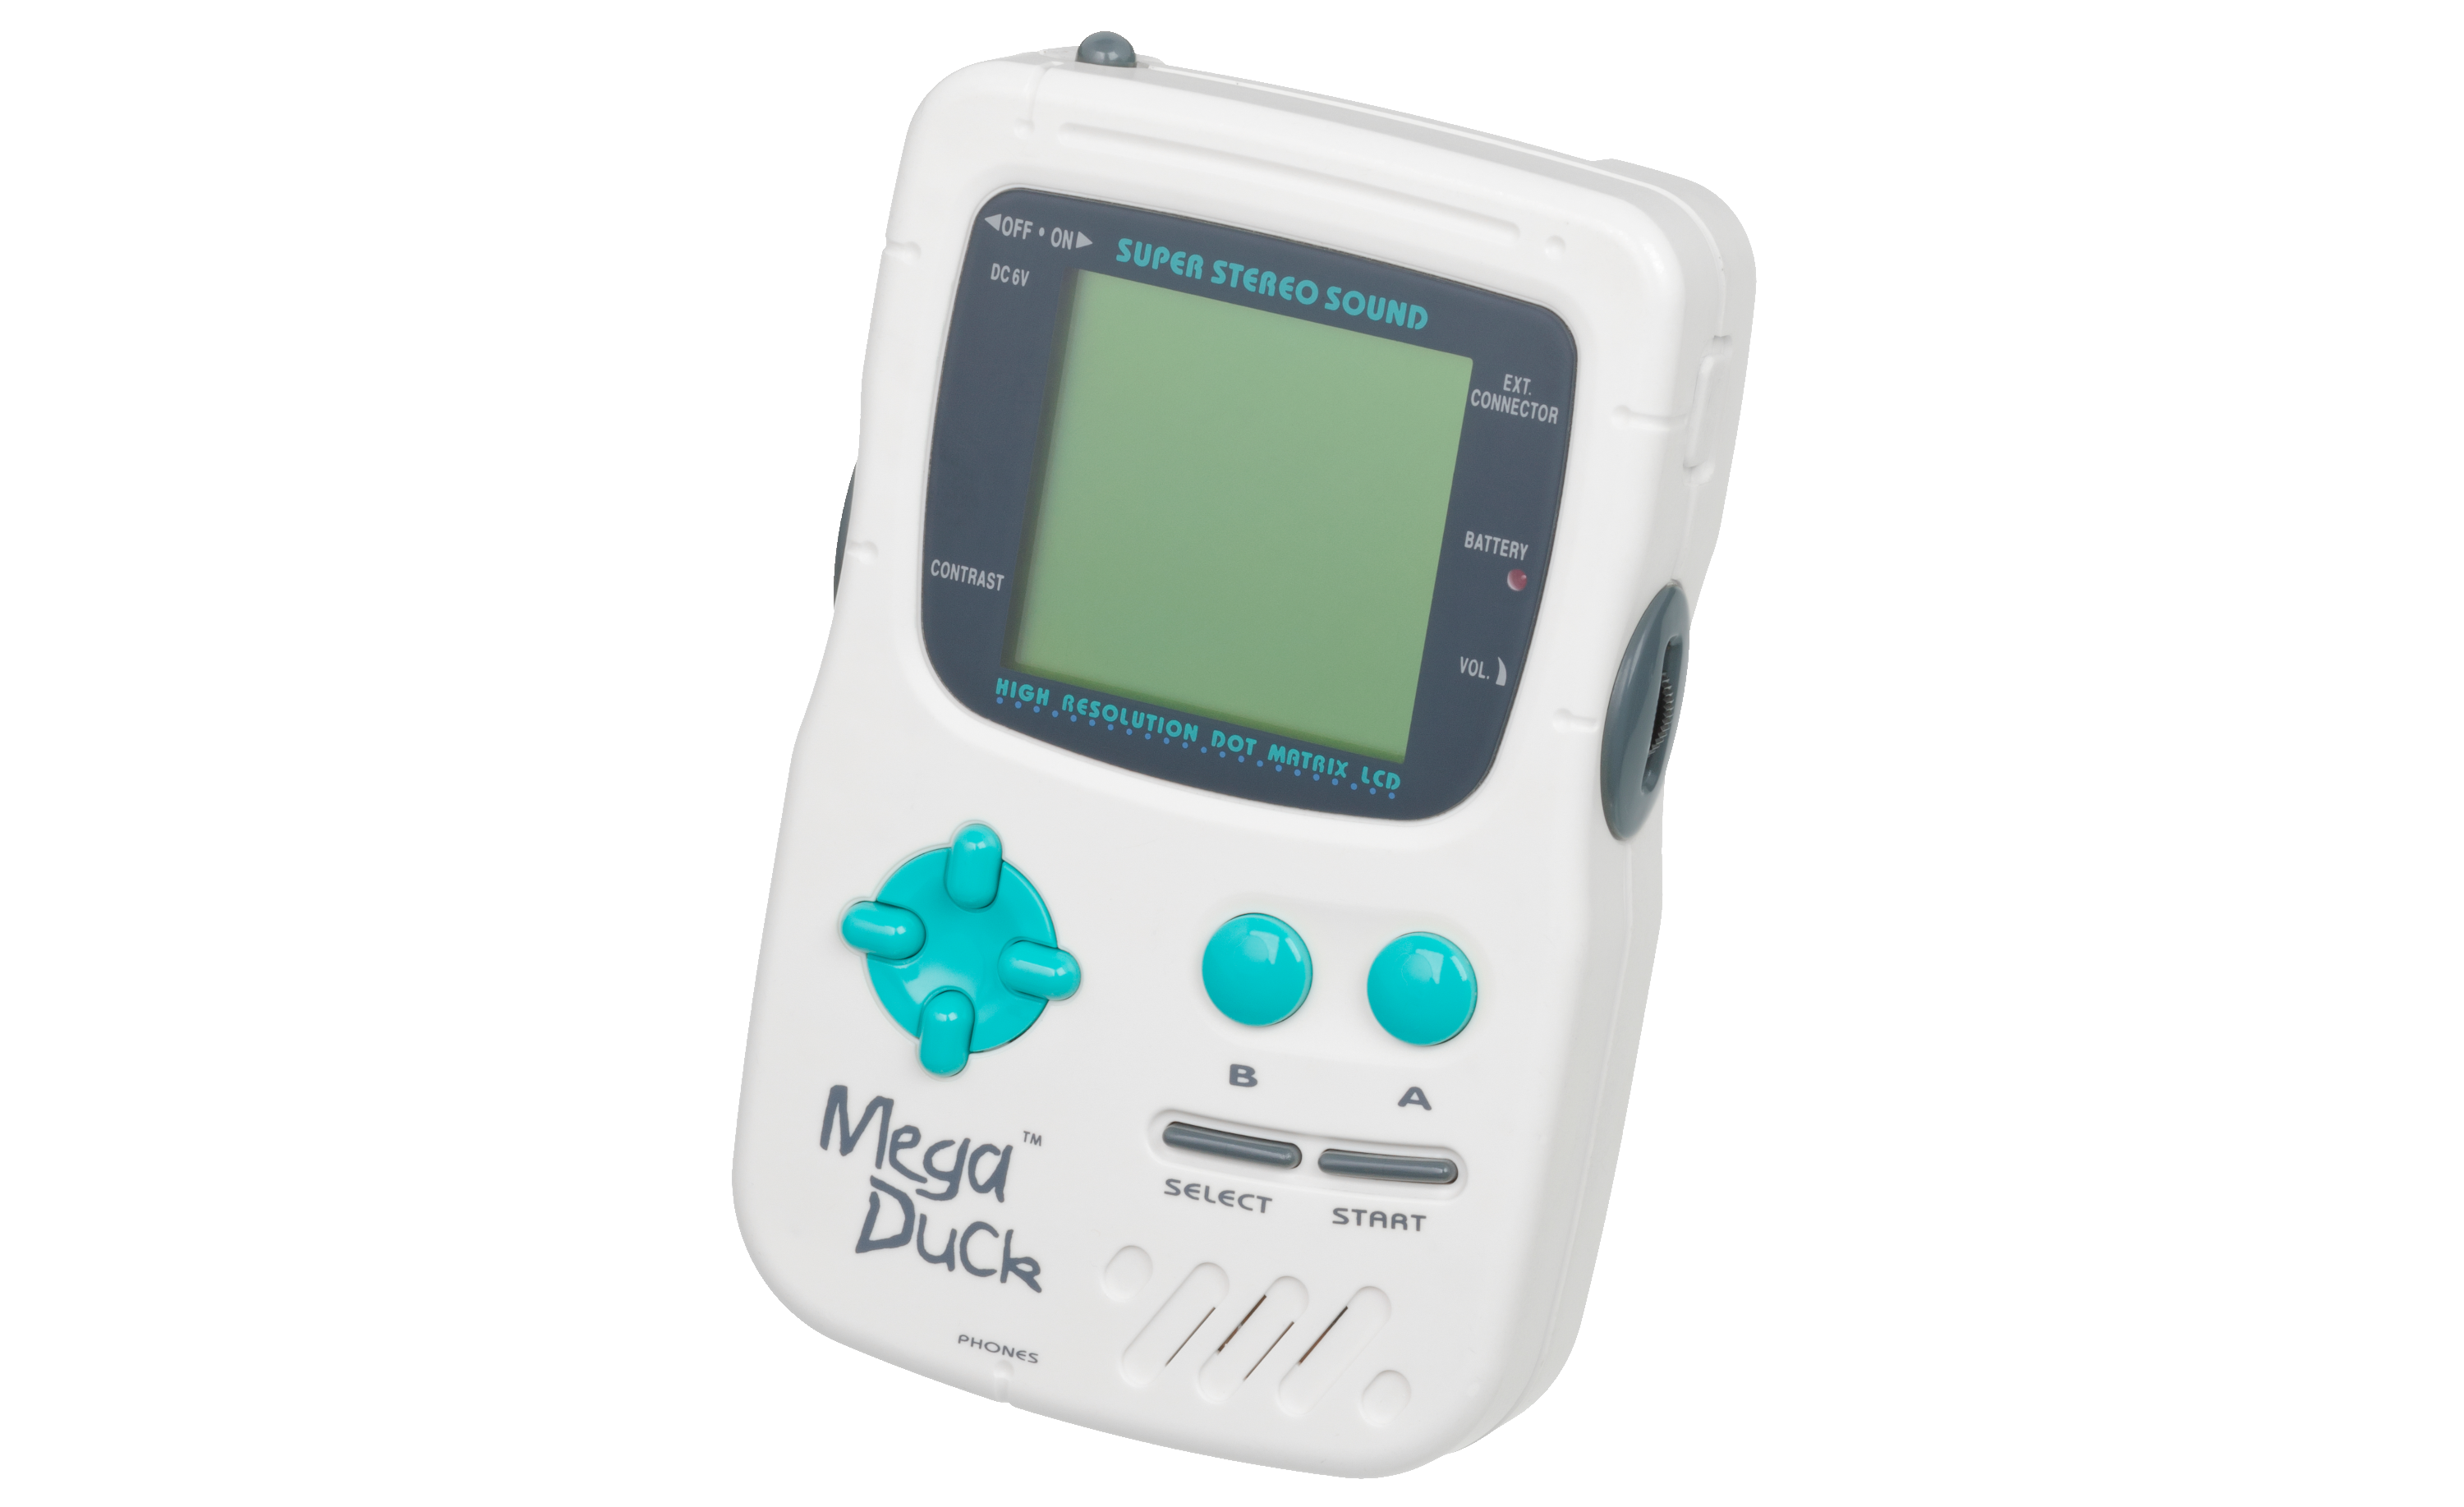 ◀OFF • ON▶
SUPER STEREO SOUND
DC 6V
EXT.
CONNECTOR
BATTERY
CONTRAST
VOL.
HIGH RESOLUTION DOT MATRIX LCD
B
A
Mega™
Duck
SELECT
START
PHONES